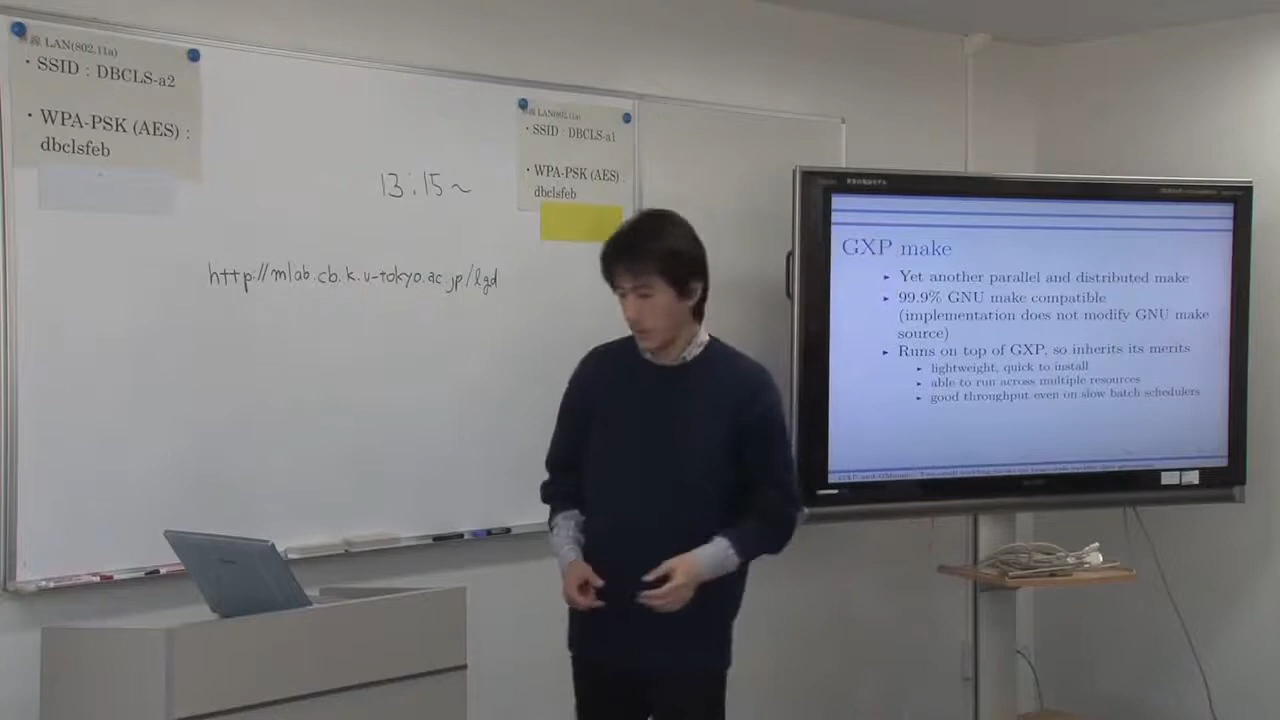 LAN(802.11a)
・SSID : DBCLS-a2
・WPA-PSK (AES) :
dbclsfeb
13:15～
http://mlab.cb.k.u-tokyo.ac.jp/lgd
LAN(802.11a)
・SSID : DBCLS-a1
・WPA-PSK (AES) :
dbclsfeb
GXP make
▸ Yet another parallel and distributed make
▸ 99.9% GNU make compatible
(implementation does not modify GNU make
source)
▸ Runs on top of GXP, so inherits its merits
▸ lightweight, quick to install
▸ able to run across multiple resources
▸ good throughput even on slow batch schedulers